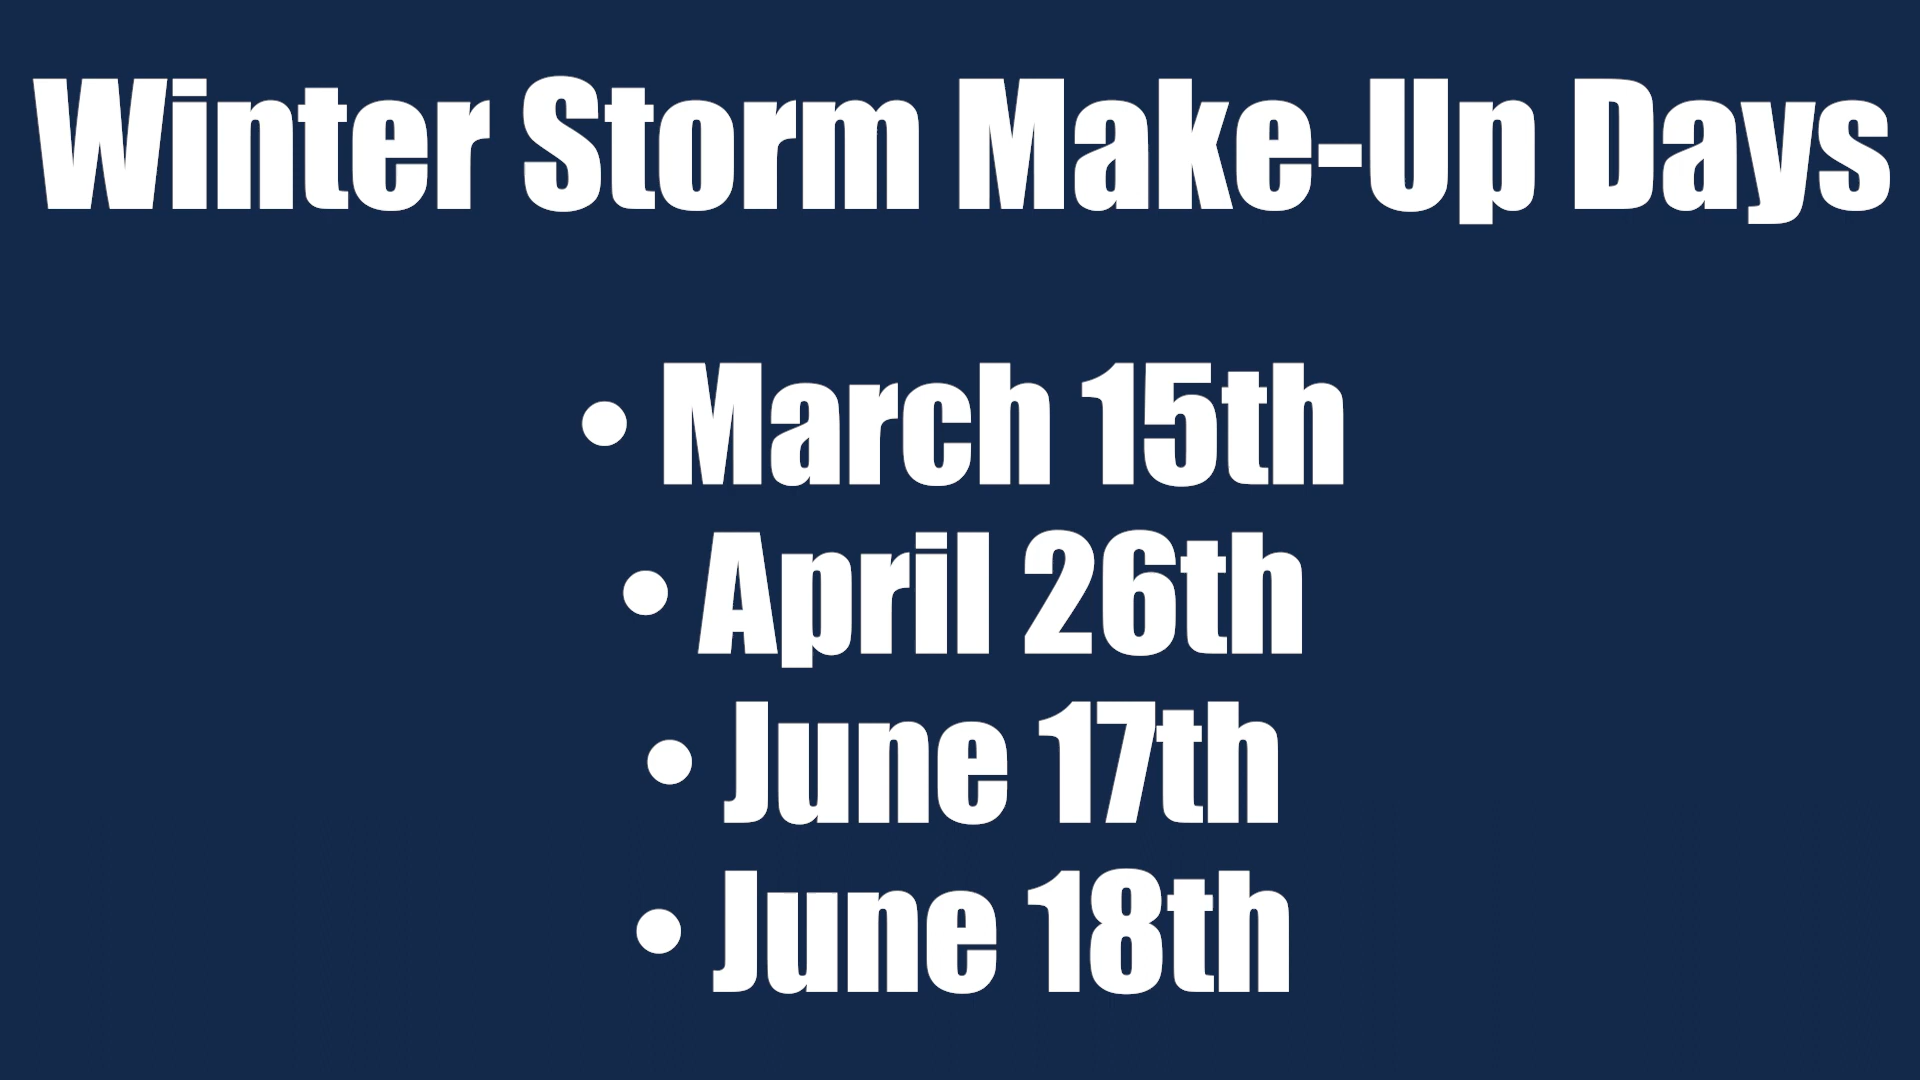 Winter Storm Make-Up Days
• March 15th
• April 26th
• June 17th
• June 18th